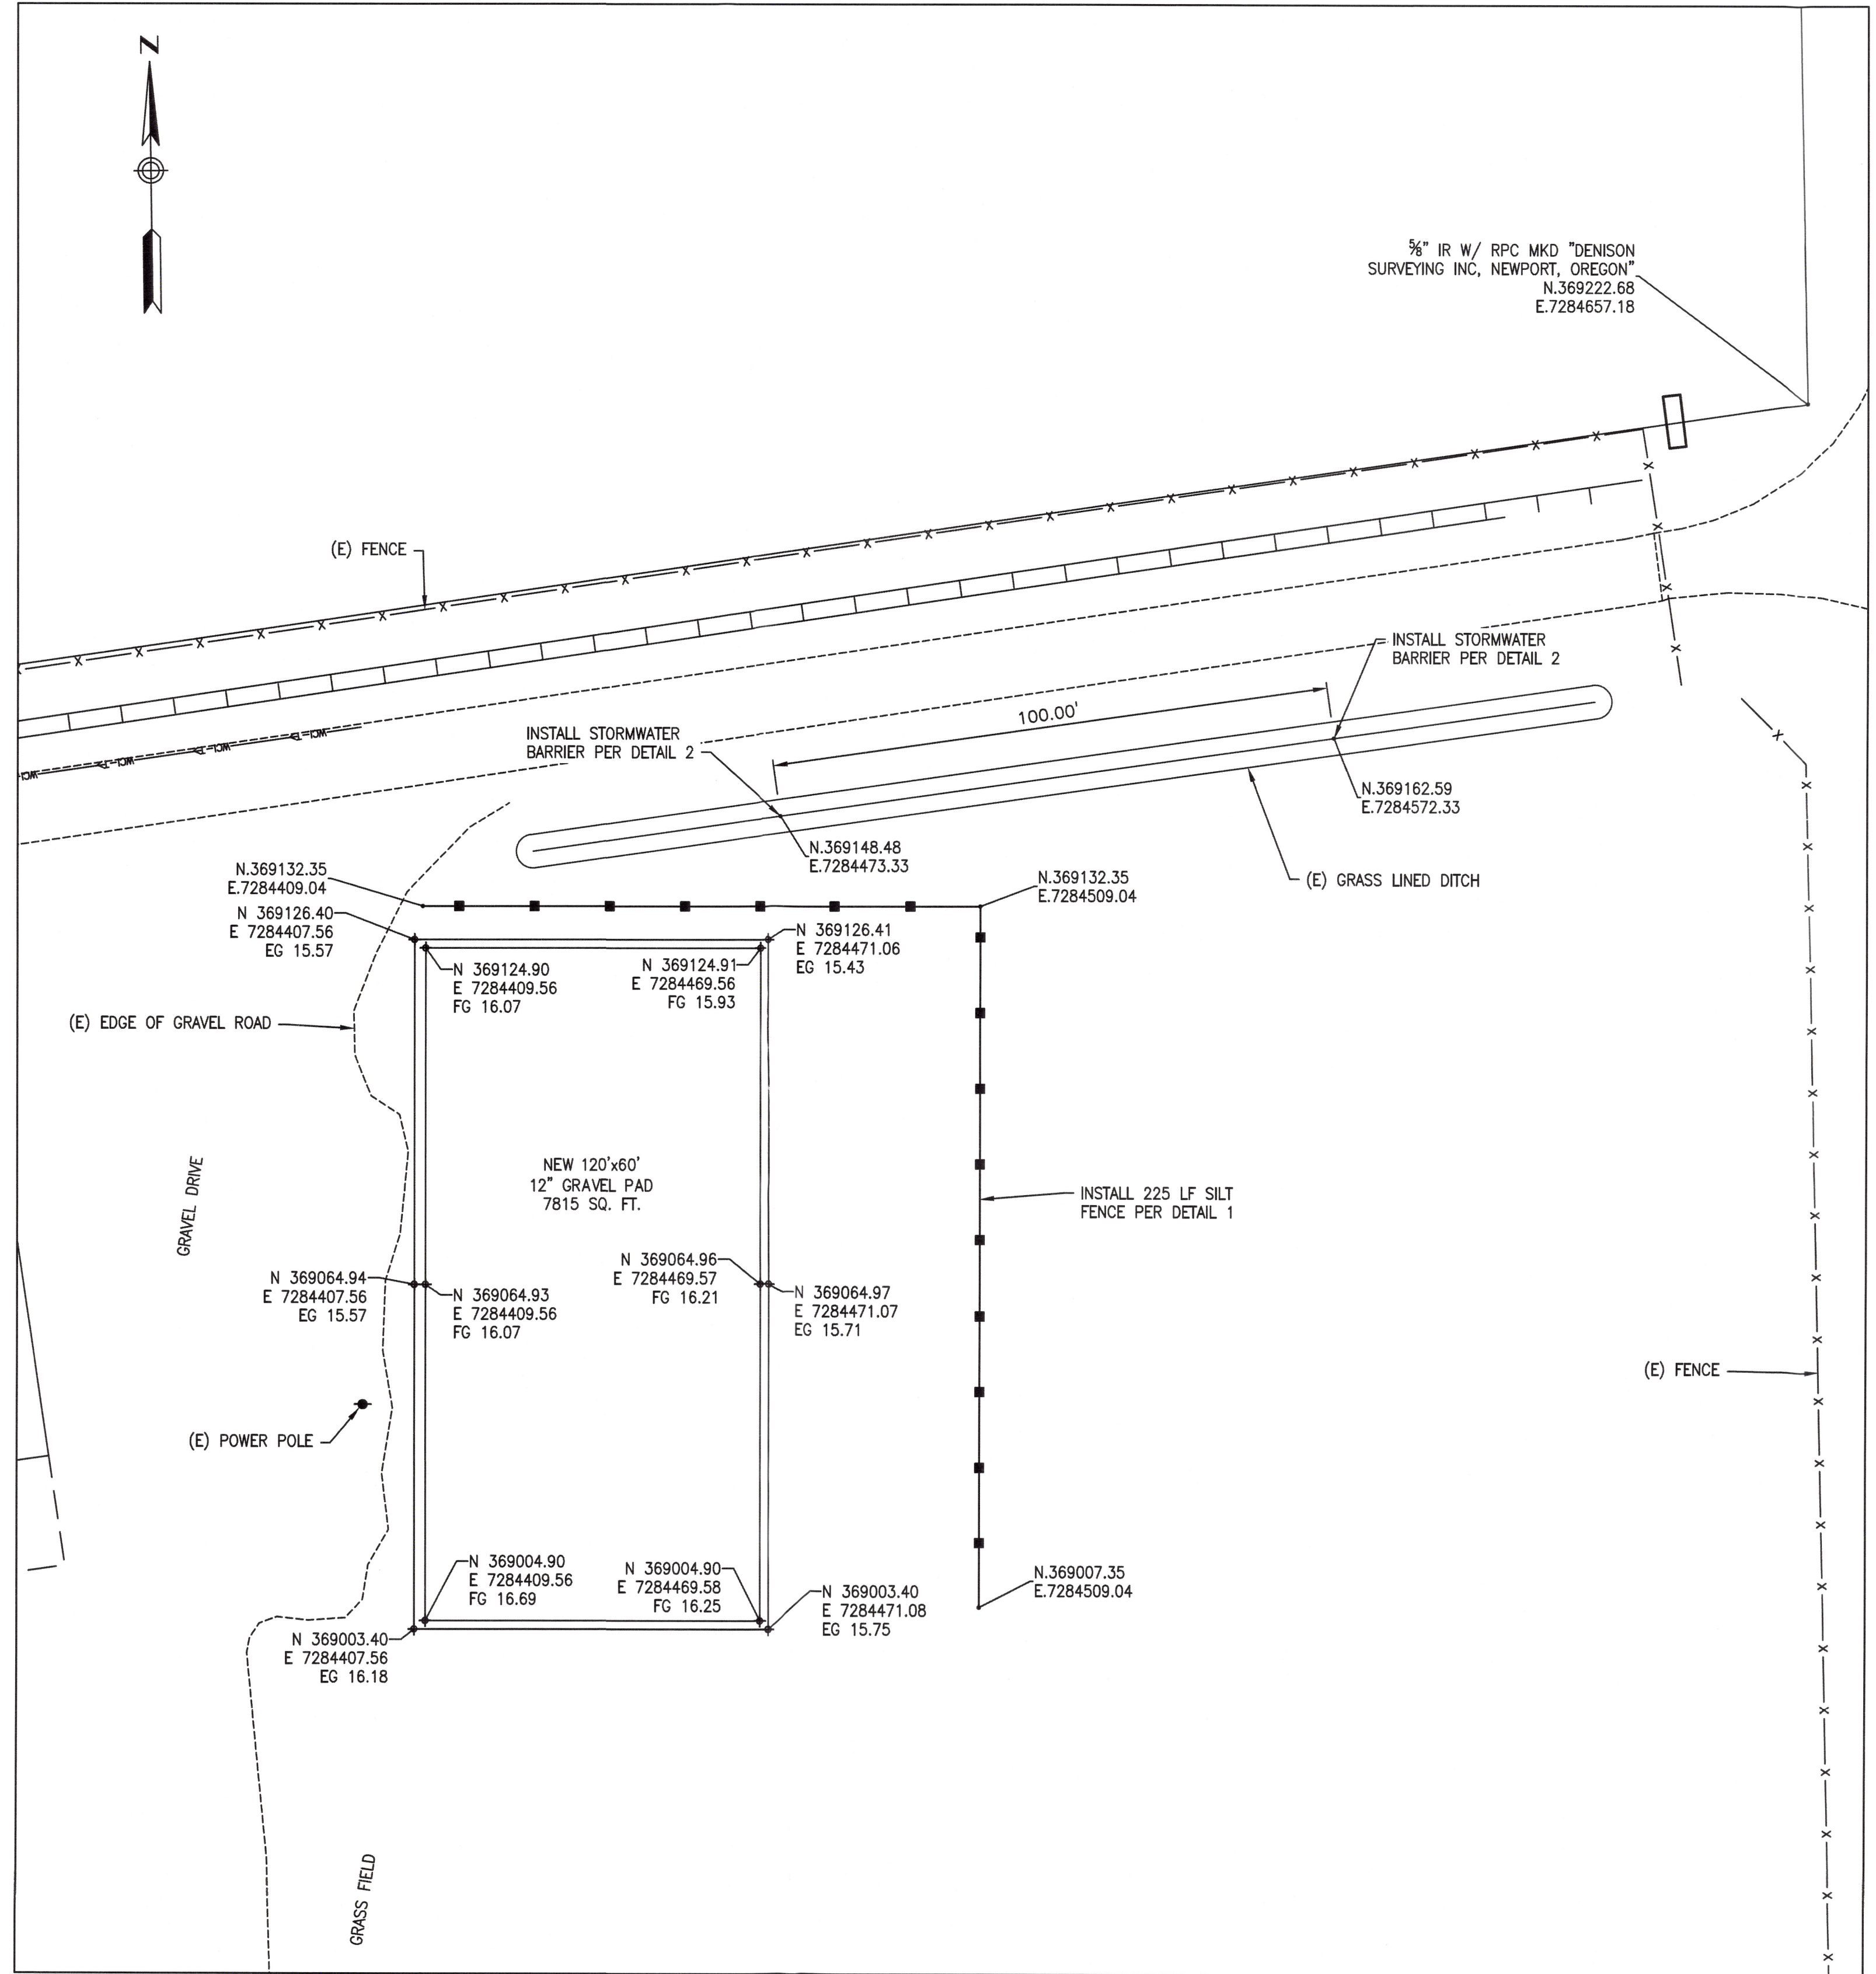 N
⅝" IR W/ RPC MKD "DENISON
SURVEYING INC, NEWPORT, OREGON"
N.369222.68
E.7284657.18
(E) FENCE
INSTALL STORMWATER
BARRIER PER DETAIL 2
100.00'
INSTALL STORMWATER
BARRIER PER DETAIL 2
N.369162.59
E.7284572.33
N.369148.48
E.7284473.33
(E) GRASS LINED DITCH
N.369132.35
E.7284409.04
N.369132.35
E.7284509.04
N 369126.40
E 7284407.56
EG 15.57
N 369126.41
E 7284471.06
EG 15.43
N 369124.90
E 7284409.56
FG 16.07
N 369124.91
E 7284469.56
FG 15.93
(E) EDGE OF GRAVEL ROAD
GRAVEL DRIVE
NEW 120'x60'
12" GRAVEL PAD
7815 SQ. FT.
INSTALL 225 LF SILT
FENCE PER DETAIL 1
N 369064.94
E 7284407.56
EG 15.57
N 369064.93
E 7284409.56
FG 16.07
N 369064.96
E 7284469.57
FG 16.21
N 369064.97
E 7284471.07
EG 15.71
(E) FENCE
(E) POWER POLE
N 369004.90
E 7284409.56
FG 16.69
N 369004.90
E 7284469.58
FG 16.25
N 369003.40
E 7284471.08
EG 15.75
N.369007.35
E.7284509.04
N 369003.40
E 7284407.56
EG 16.18
GRASS FIELD